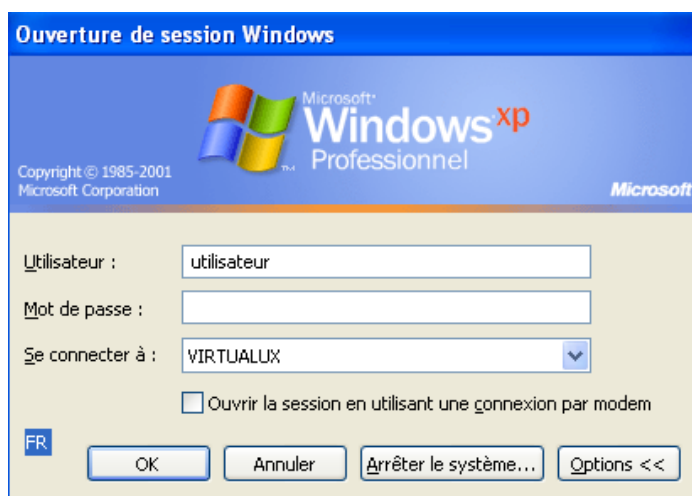 Ouverture de session Windows
Microsoft®
Windows xp
Professionnel
Copyright © 1985-2001
Microsoft Corporation
Microsoft
Utilisateur : utilisateur
Mot de passe :
Se connecter à : VIRTUALUX
Ouvrir la session en utilisant une connexion par modem
FR
OK Annuler Arrêter le système... Options <<